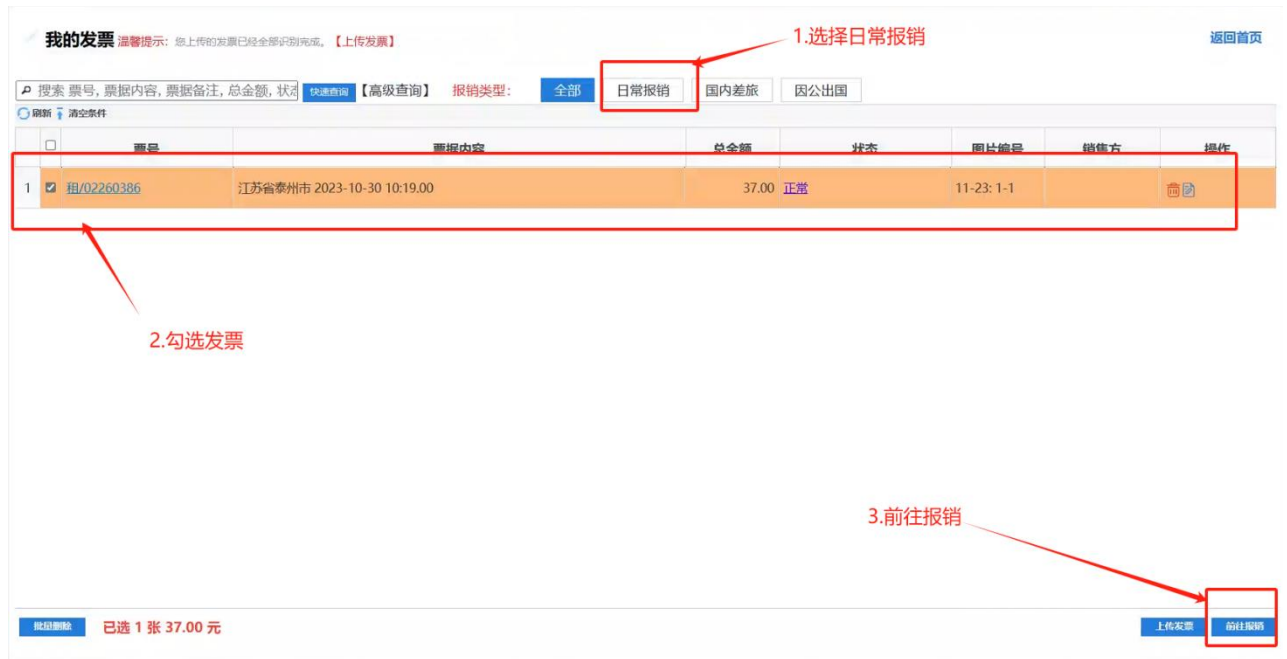 1.选择日常报销
我的发票 温馨提示: 您上传的发票已经全部识别完成. 【上传发票】 返回首页
搜索 票号, 票据内容, 票据备注, 总金额, 状态 快速查询 【高级查询】 报销类型: 全部 日常报销 国内差旅 因公出国
刷新 清空条件
票号 票据内容 总金额 状态 图片编号 销售方 操作
1 租/02260386 江苏省泰州市 2023-10-30 10:19.00 37.00 正常 11-23: 1-1
2.勾选发票
3.前往报销
批量删除 已选 1 张 37.00 元 上传发票 前往报销